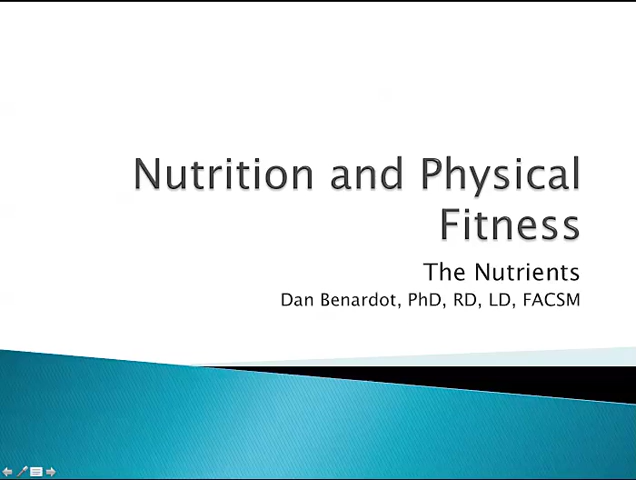 Nutrition and Physical
Fitness
The Nutrients
Dan Benardot, PhD, RD, LD, FACSM